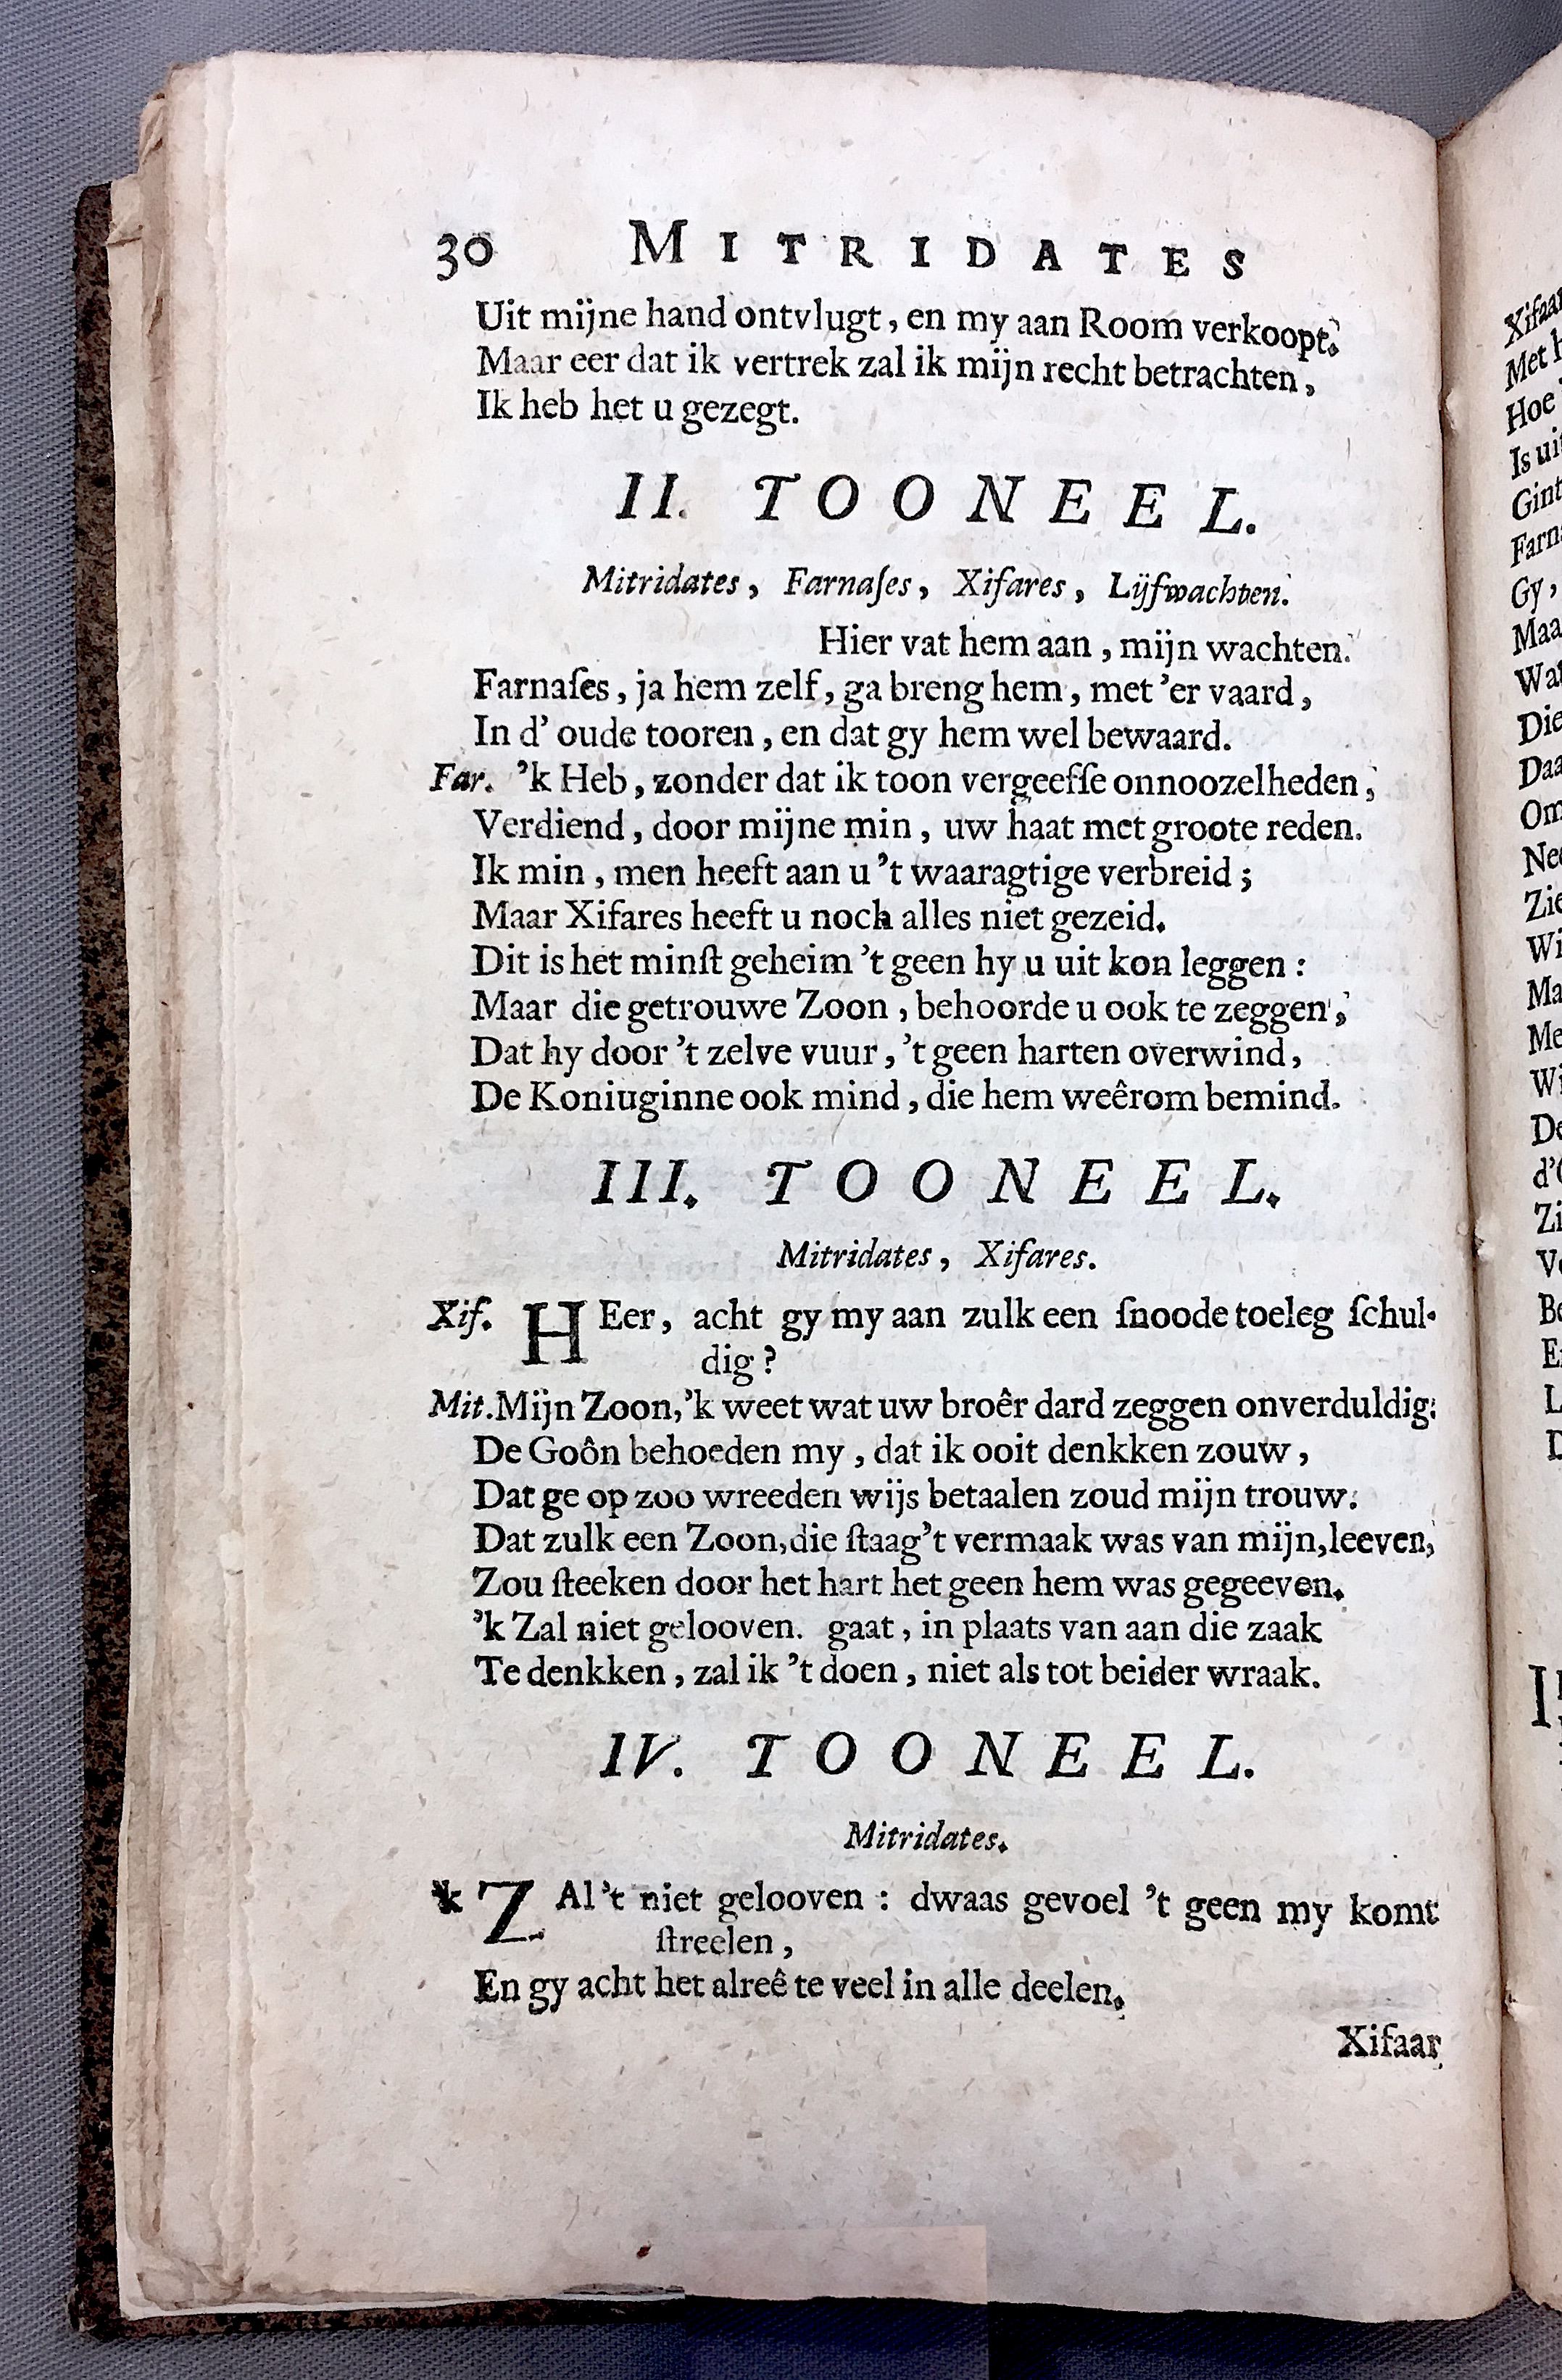 30 MITRIDATES
Uit mijne hand ontvlugt, en my aan Room verkoopt.
Maar eer dat ik vertrek zal ik mijn recht betrachten,
Ik heb het u gezegt.
II. TOONEEL.
Mitridates, Farnaſes, Xifares, Lijfwachten.
Hier vat hem aan, mijn wachten.
Farnaſes, ja hem zelf, ga breng hem, met 'er vaard,
In d' oude tooren, en dat gy hem wel bewaard.
Far. 'k Heb, zonder dat ik toon vergeefſe onnoozelheden,
Verdiend, door mijne min, uw haat met groote reden.
Ik min, men heeft aan u 't waaragtige verbreid;
Maar Xifares heeft u noch alles niet gezeid.
Dit is het minſt geheim 't geen hy u uit kon leggen:
Maar die getrouwe Zoon, behoorde u ook te zeggen,
Dat hy door 't zelve vuur, 't geen harten overwind,
De Koniuginne ook mind, die hem weêrom bemind.
III. TOONEEL.
Mitridates, Xifares.
Xif. HEer, acht gy my aan zulk een ſnoode toeleg ſchul-
dig?
Mit. Mijn Zoon, 'k weet wat uw broêr dard zeggen onverduldig:
De Goôn behoeden my, dat ik ooit denkken zouw,
Dat ge op zoo wreeden wijs betaalen zoud mijn trouw:
Dat zulk een Zoon, die ſtaag 't vermaak was van mijn, leeven,
Zou ſteeken door het hart het geen hem was gegeeven.
'k Zal niet gelooven. gaat, in plaats van aan die zaak
Te denkken, zal ik 't doen, niet als tot beider wraak.
IV. TOONEEL.
Mitridates.
'k ZAl 't niet gelooven: dwaas gevoel 't geen my komt
ſtreelen,
En gy acht het alreê te veel in alle deelen.
Xifaar
Met
Hoe
Is
Gint
Gy,
Die
Om